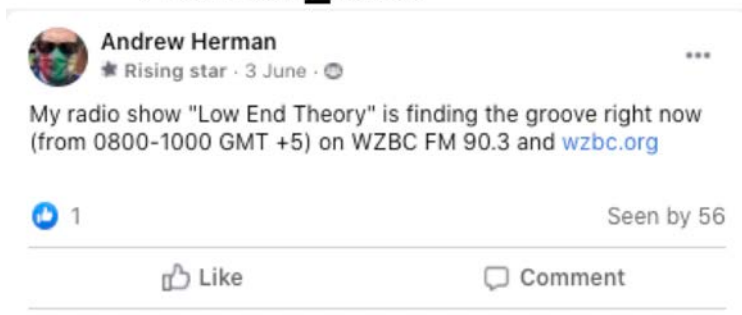 Andrew Herman
Rising star · 3 June ·
My radio show "Low End Theory" is finding the groove right now
(from 0800-1000 GMT +5) on WZBC FM 90.3 and wzbc.org
1
Seen by 56
Like
Comment